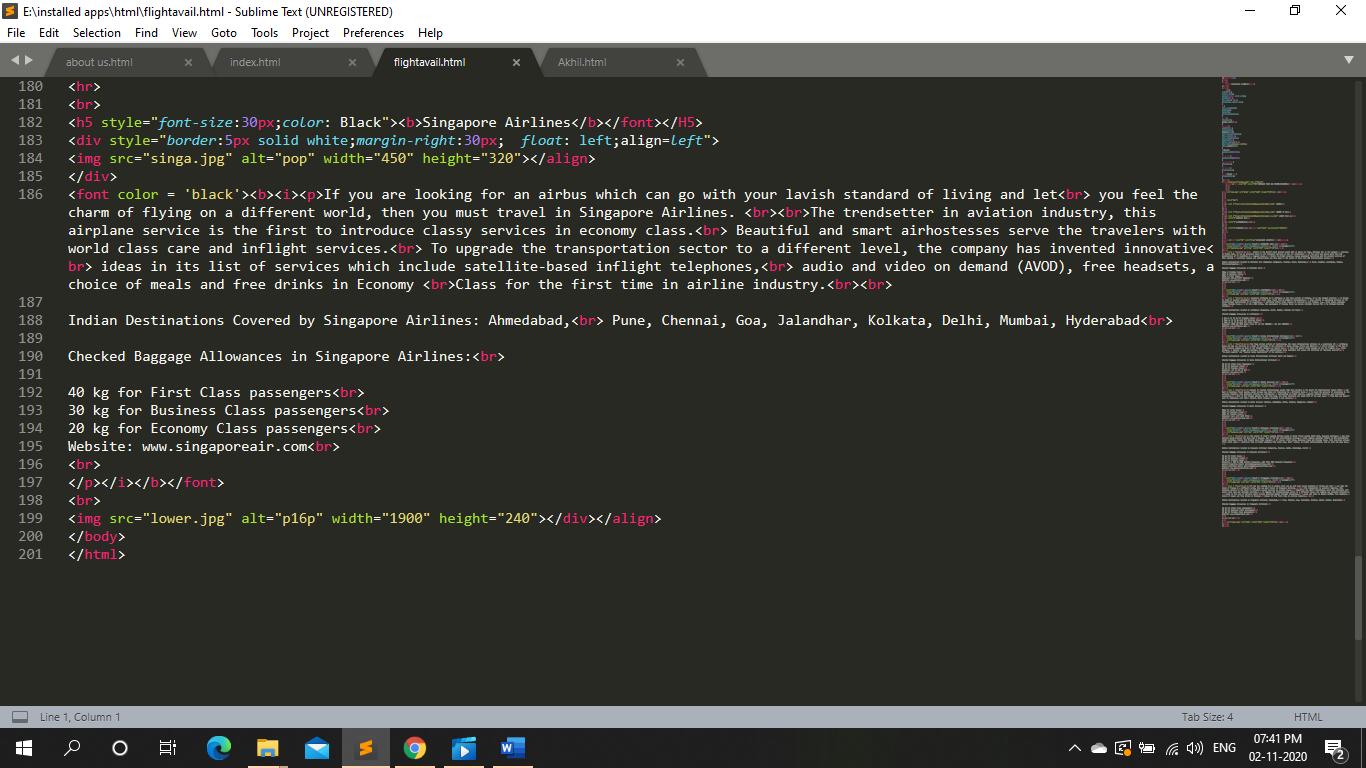 E:\installed apps\html\flightavail.html - Sublime Text (UNREGISTERED)
File Edit Selection Find View Goto Tools Project Preferences Help
about us.html index.html flightavail.html Akhil.html
180 <hr>
181 <br>
182 <h5 style="font-size:30px;color: Black"><b>Singapore Airlines</b></font></H5>
183 <div style="border:5px solid white;margin-right:30px;  float: left;align=left">
184 <img src="singa.jpg" alt="pop" width="450" height="320"></align>
185 </div>
186 <font color = 'black'><b><i><p>If you are looking for an airbus which can go with your lavish standard of living and let<br> you feel the
charm of flying on a different world, then you must travel in Singapore Airlines. <br><br>The trendsetter in aviation industry, this
airplane service is the first to introduce classy services in economy class.<br> Beautiful and smart airhostesses serve the travelers with
world class care and inflight services.<br> To upgrade the transportation sector to a different level, the company has invented innovative<
br> ideas in its list of services which include satellite-based inflight telephones,<br> audio and video on demand (AVOD), free headsets, a
choice of meals and free drinks in Economy <br>Class for the first time in airline industry.<br><br>
187
188 Indian Destinations Covered by Singapore Airlines: Ahmedabad,<br> Pune, Chennai, Goa, Jalandhar, Kolkata, Delhi, Mumbai, Hyderabad<br>
189
190 Checked Baggage Allowances in Singapore Airlines:<br>
191
192 40 kg for First Class passengers<br>
193 30 kg for Business Class passengers<br>
194 20 kg for Economy Class passengers<br>
195 Website: www.singaporeair.com<br>
196 <br>
197 </p></i></b></font>
198 <br>
199 <img src="lower.jpg" alt="p16p" width="1900" height="240"></div></align>
200 </body>
201 </html>
Line 1, Column 1 Tab Size: 4 HTML
ENG 07:41 PM
02-11-2020 2